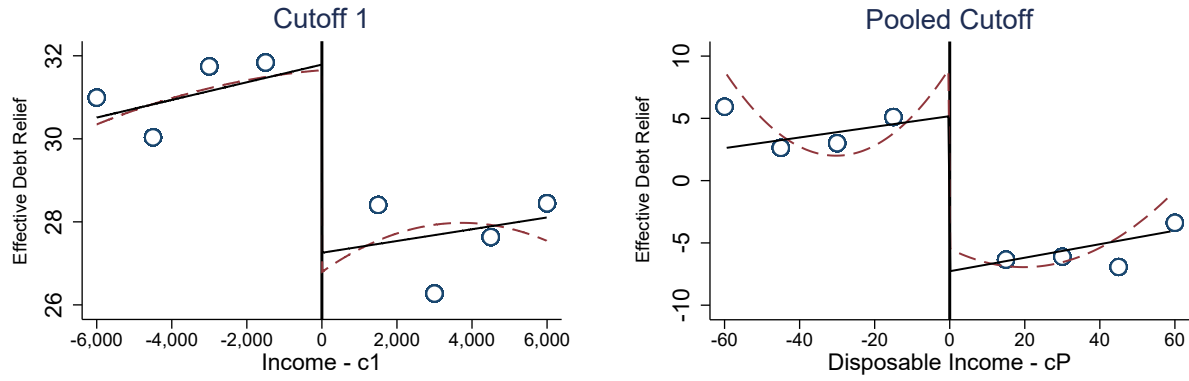 Cutoff 1
Effective Debt Relief
32
30
28
26
-6,000 -4,000 -2,000 0 2,000 4,000 6,000
Income - c1
Pooled Cutoff
Effective Debt Relief
10
5
0
-5
-10
-60 -40 -20 0 20 40 60
Disposable Income - cP